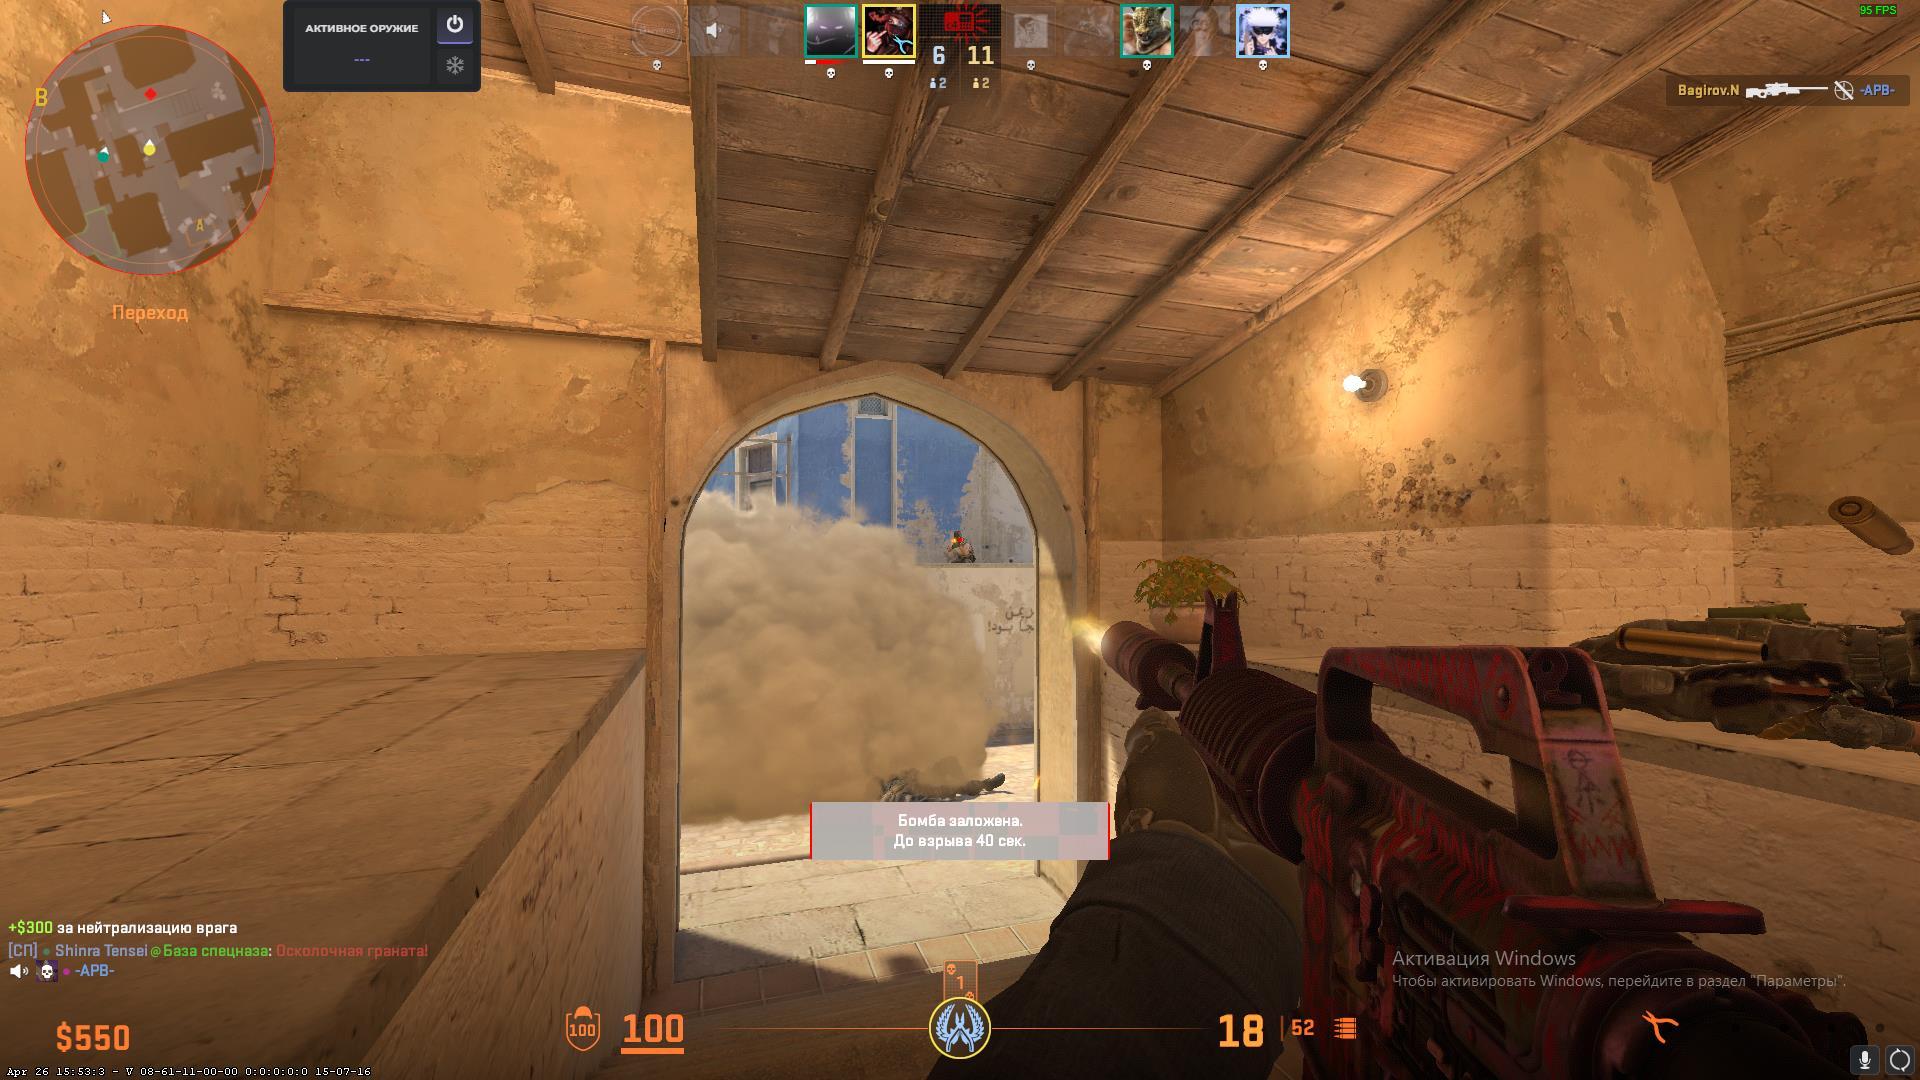 АКТИВНОЕ ОРУЖИЕ
---
6 11
2 2
95 FPS
Bagirov.N -APB-
B
A
Переход
Бомба заложена.
До взрыва 40 сек.
+$300 за нейтрализацию врага
[СП] Shinra Tensei@База спецназа: Осколочная граната!
-APB-
$550
100
100
1
18 52
Активация Windows
Чтобы активировать Windows, перейдите в раздел "Параметры".
Apr 26 15:53:3 - V 08-61-11-00-00 0:0:0:0:0 15-07-16